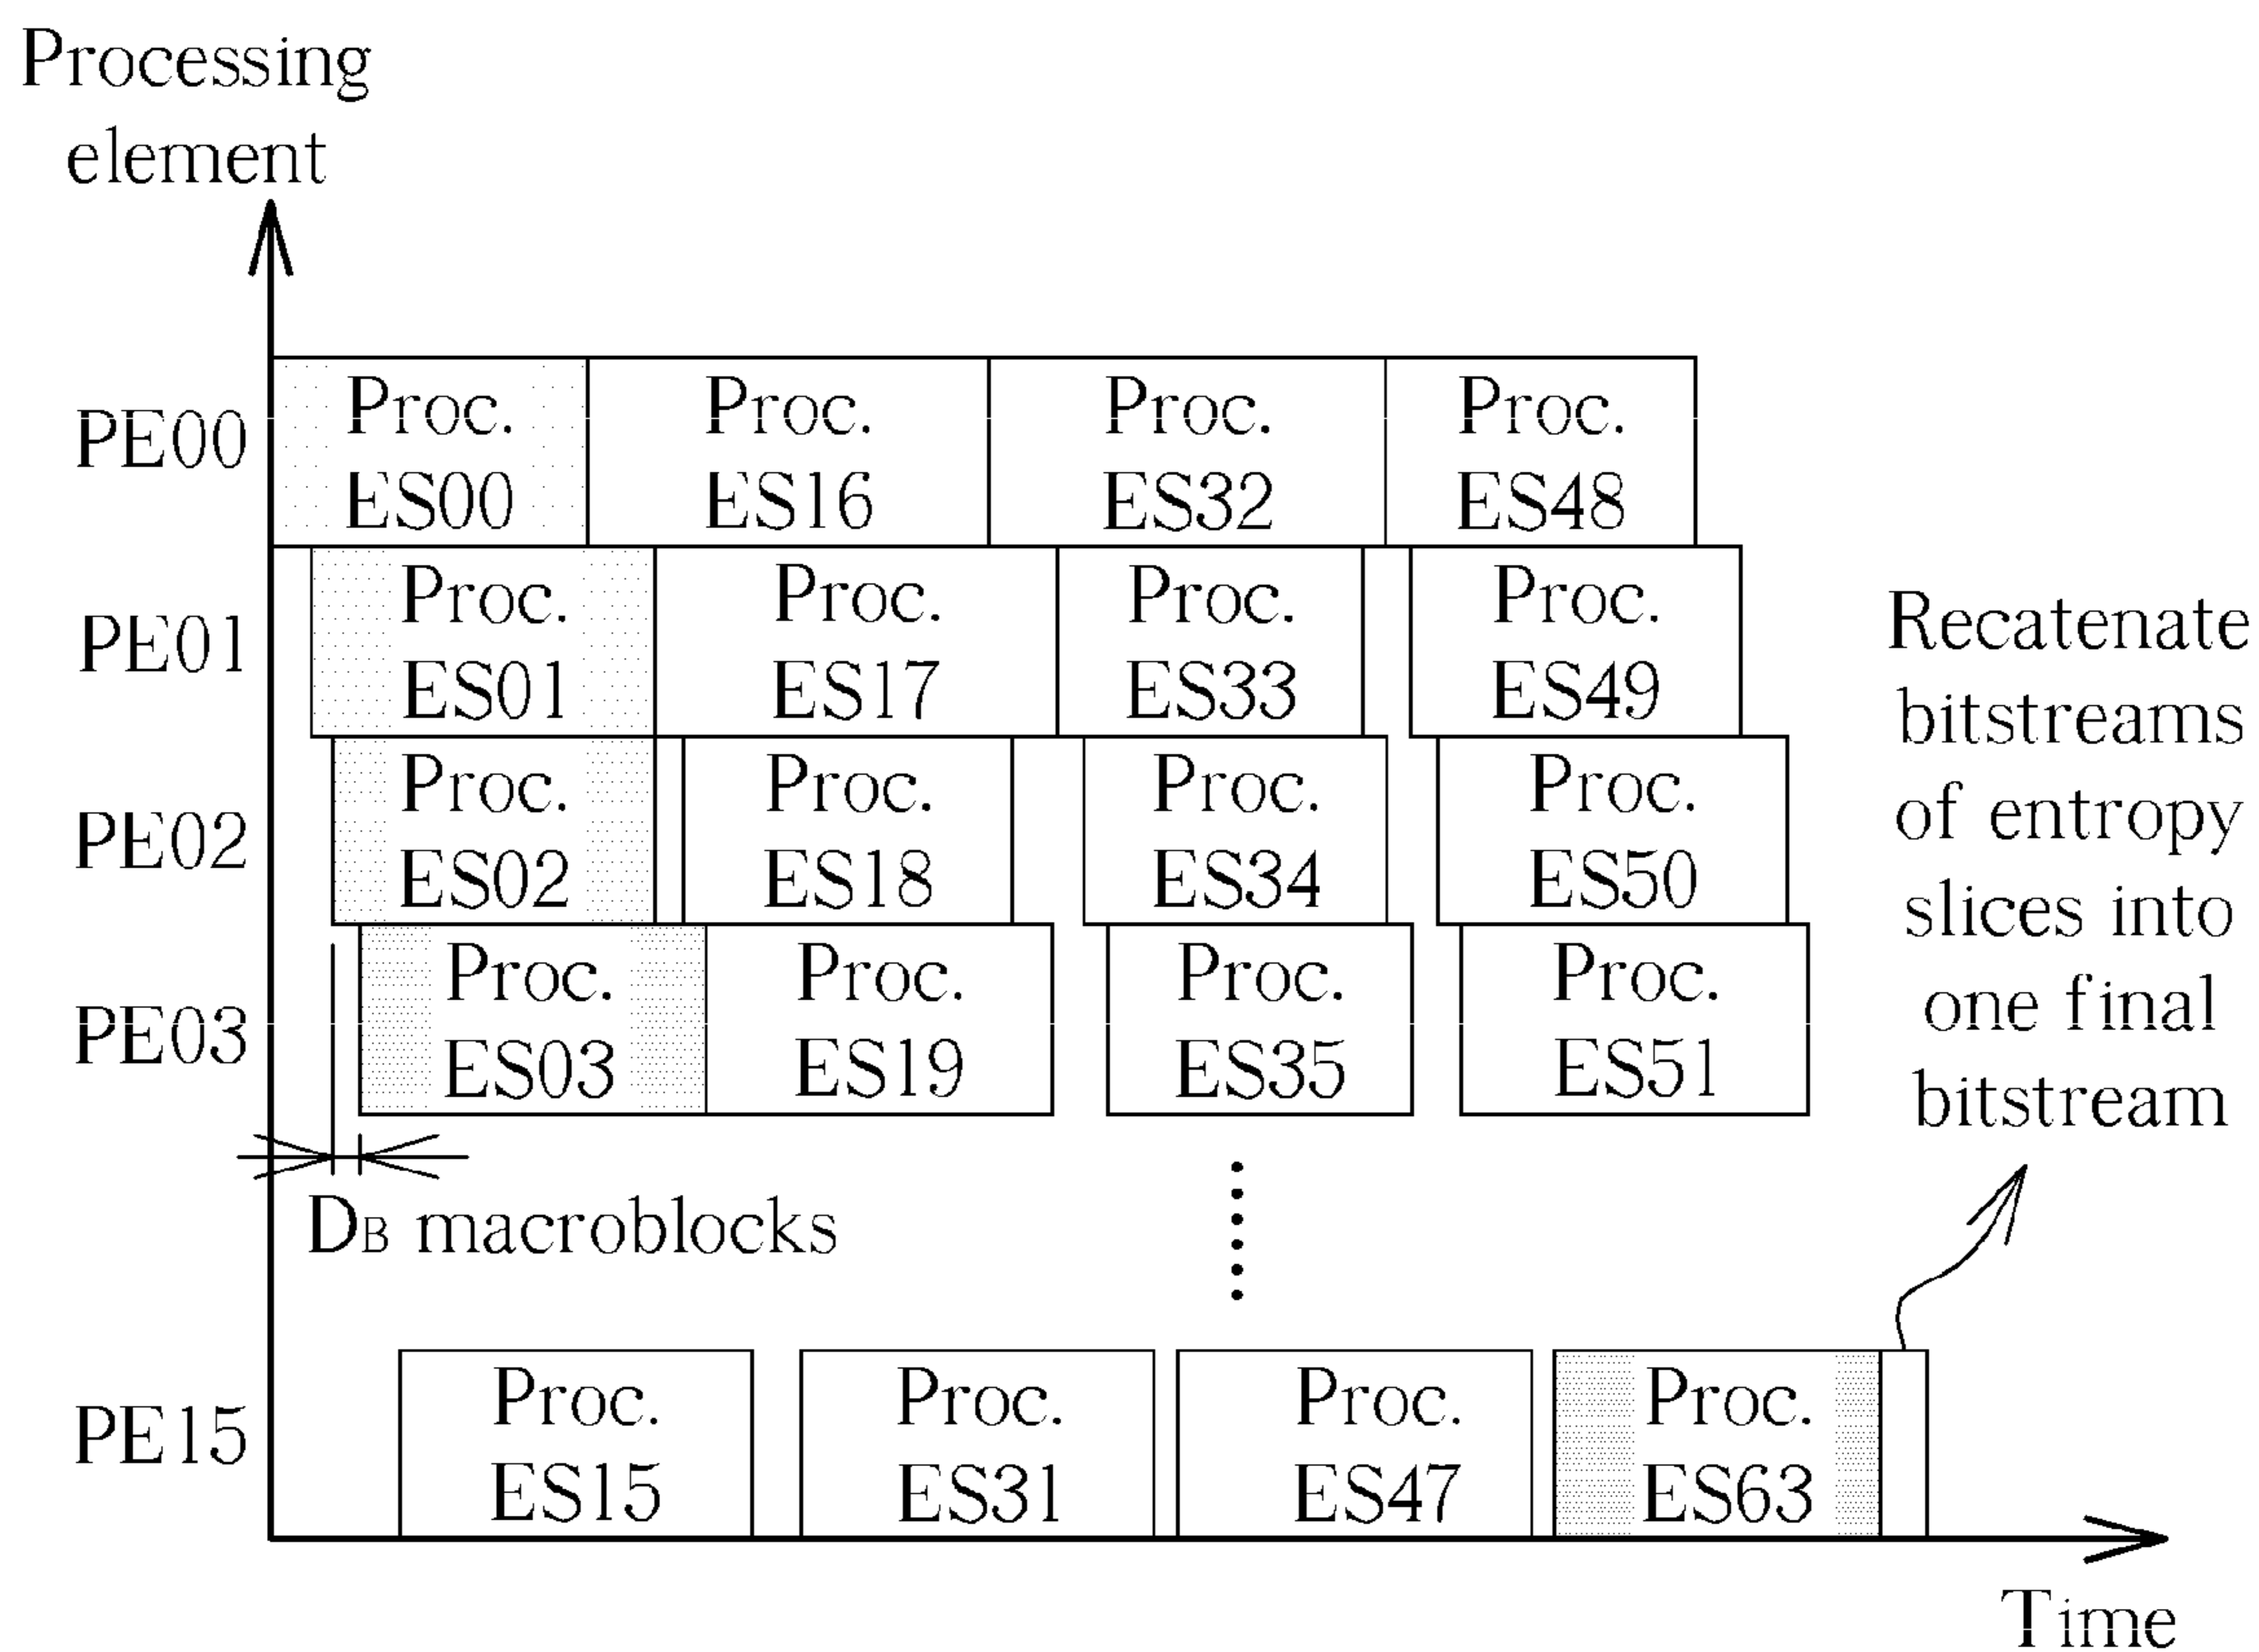 Processing
element
PE00
Proc.
ES00
Proc.
ES16
Proc.
ES32
Proc.
ES48
PE01
Proc.
ES01
Proc.
ES17
Proc.
ES33
Proc.
ES49
PE02
Proc.
ES02
Proc.
ES18
Proc.
ES34
Proc.
ES50
PE03
Proc.
ES03
Proc.
ES19
Proc.
ES35
Proc.
ES51
Recatenate
bitstreams
of entropy
slices into
one final
bitstream
DB macroblocks
PE15
Proc.
ES15
Proc.
ES31
Proc.
ES47
Proc.
ES63
Time